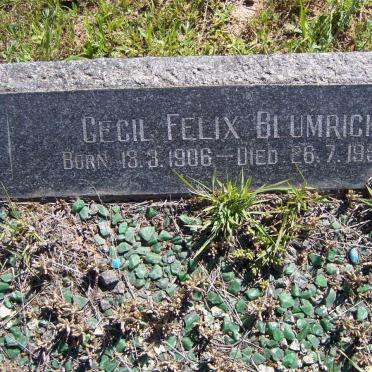 CECIL FELIX BLUMRICH
BORN 13.3.1906 — DIED 26.7.19